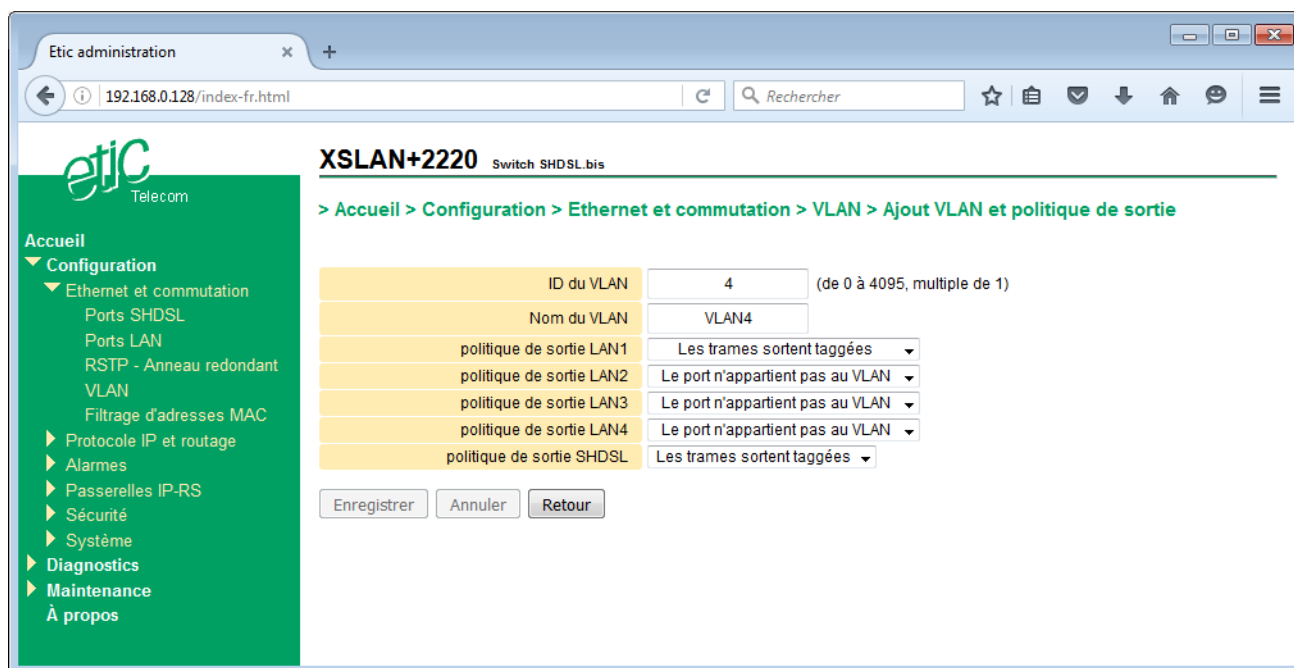 Etic administration
192.168.0.128/index-fr.html
Rechercher
etic
Telecom
XSLAN+2220 Switch SHDSL.bis
> Accueil > Configuration > Ethernet et commutation > VLAN > Ajout VLAN et politique de sortie
Accueil
Configuration
Ethernet et commutation
Ports SHDSL
Ports LAN
RSTP - Anneau redondant
VLAN
Filtrage d'adresses MAC
Protocole IP et routage
Alarmes
Passerelles IP-RS
Sécurité
Système
Diagnostics
Maintenance
À propos
ID du VLAN 4 (de 0 à 4095, multiple de 1)
Nom du VLAN VLAN4
politique de sortie LAN1 Les trames sortent taggées
politique de sortie LAN2 Le port n'appartient pas au VLAN
politique de sortie LAN3 Le port n'appartient pas au VLAN
politique de sortie LAN4 Le port n'appartient pas au VLAN
politique de sortie SHDSL Les trames sortent taggées
Enregistrer Annuler Retour